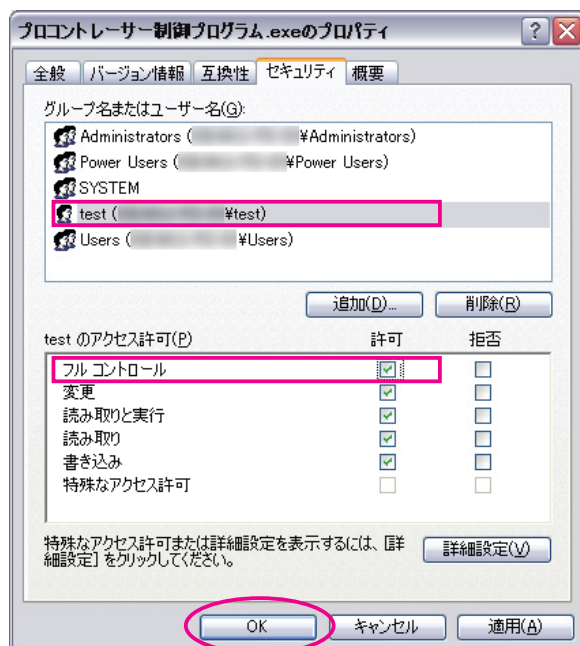 プロコントレーサー制御プログラム.exeのプロパティ
全般 バージョン情報 互換性 セキュリティ 概要
グループ名またはユーザー名(G):
Administrators ( ¥Administrators)
Power Users ( ¥Power Users)
SYSTEM
test ( ¥test)
Users ( ¥Users)
追加(D)... 削除(R)
test のアクセス許可(P) 許可 拒否
フル コントロール
変更
読み取りと実行
読み取り
書き込み
特殊なアクセス許可
特殊なアクセス許可または詳細設定を表示するには、[詳
細設定] をクリックしてください。
詳細設定(V)
OK キャンセル 適用(A)